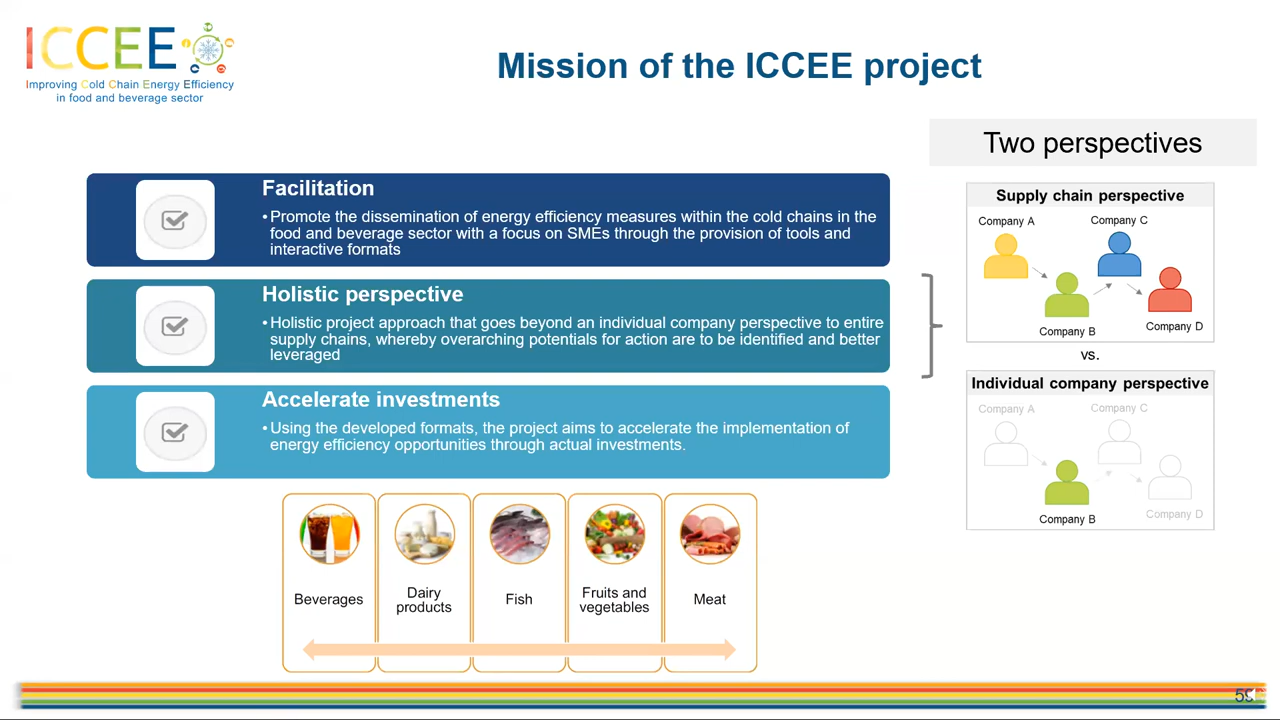 ICCEE
Improving Cold Chain Energy Efficiency
in food and beverage sector
Mission of the ICCEE project
Two perspectives
Facilitation
•Promote the dissemination of energy efficiency measures within the cold chains in the
food and beverage sector with a focus on SMEs through the provision of tools and
interactive formats
Holistic perspective
•Holistic project approach that goes beyond an individual company perspective to entire
supply chains, whereby overarching potentials for action are to be identified and better
leveraged
Accelerate investments
•Using the developed formats, the project aims to accelerate the implementation of
energy efficiency opportunities through actual investments.
Supply chain perspective
Company A
Company C
Company B
Company D
vs.
Individual company perspective
Company A
Company C
Company B
Company D
Beverages
Dairy
products
Fish
Fruits and
vegetables
Meat